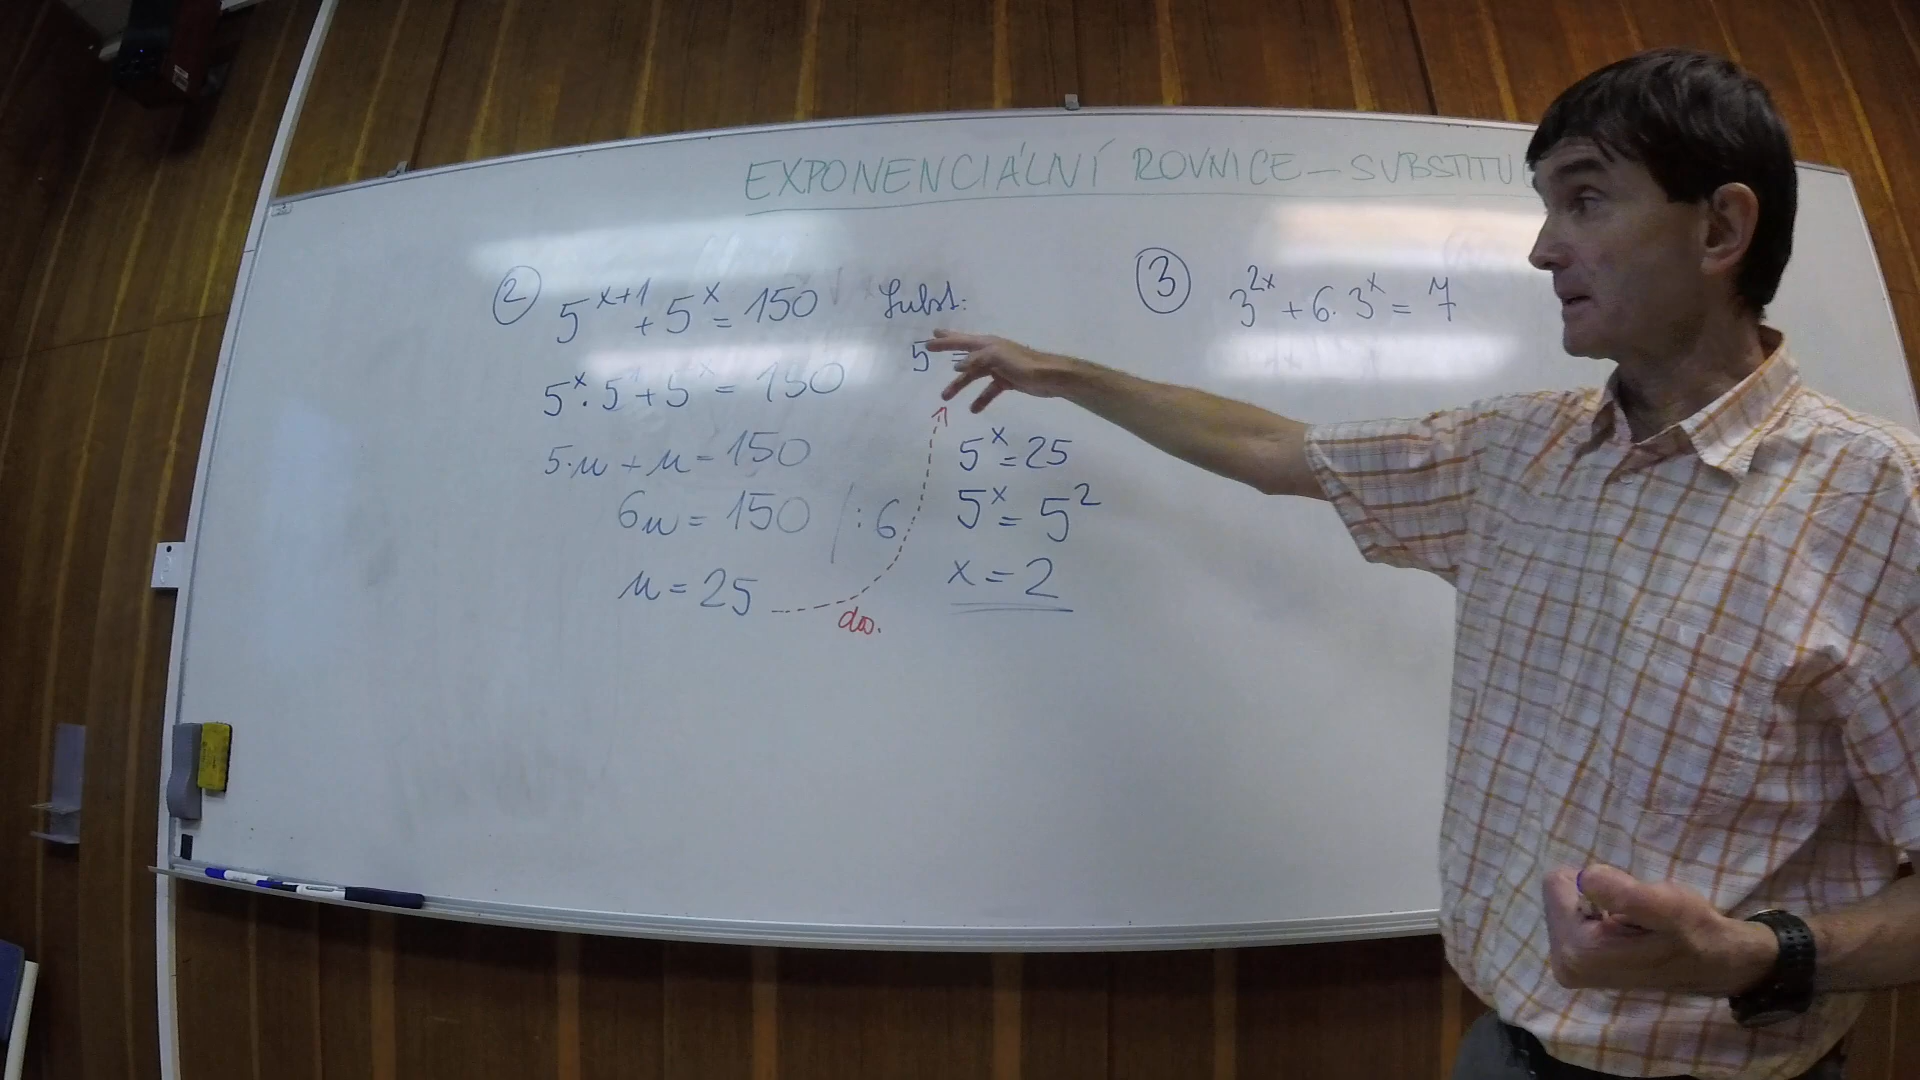 EXPONENCIÁLNÍ ROVNICE – SUBSTITU
② 5^{x+1} + 5^x = 150
5^x · 5 + 5^x = 150
5·u + u = 150
6u = 150 / : 6
u = 25
do.
Subst:
5 =
5^x = 25
5^x = 5^2
x = 2
③ 3^{2x} + 6 · 3^x = 7